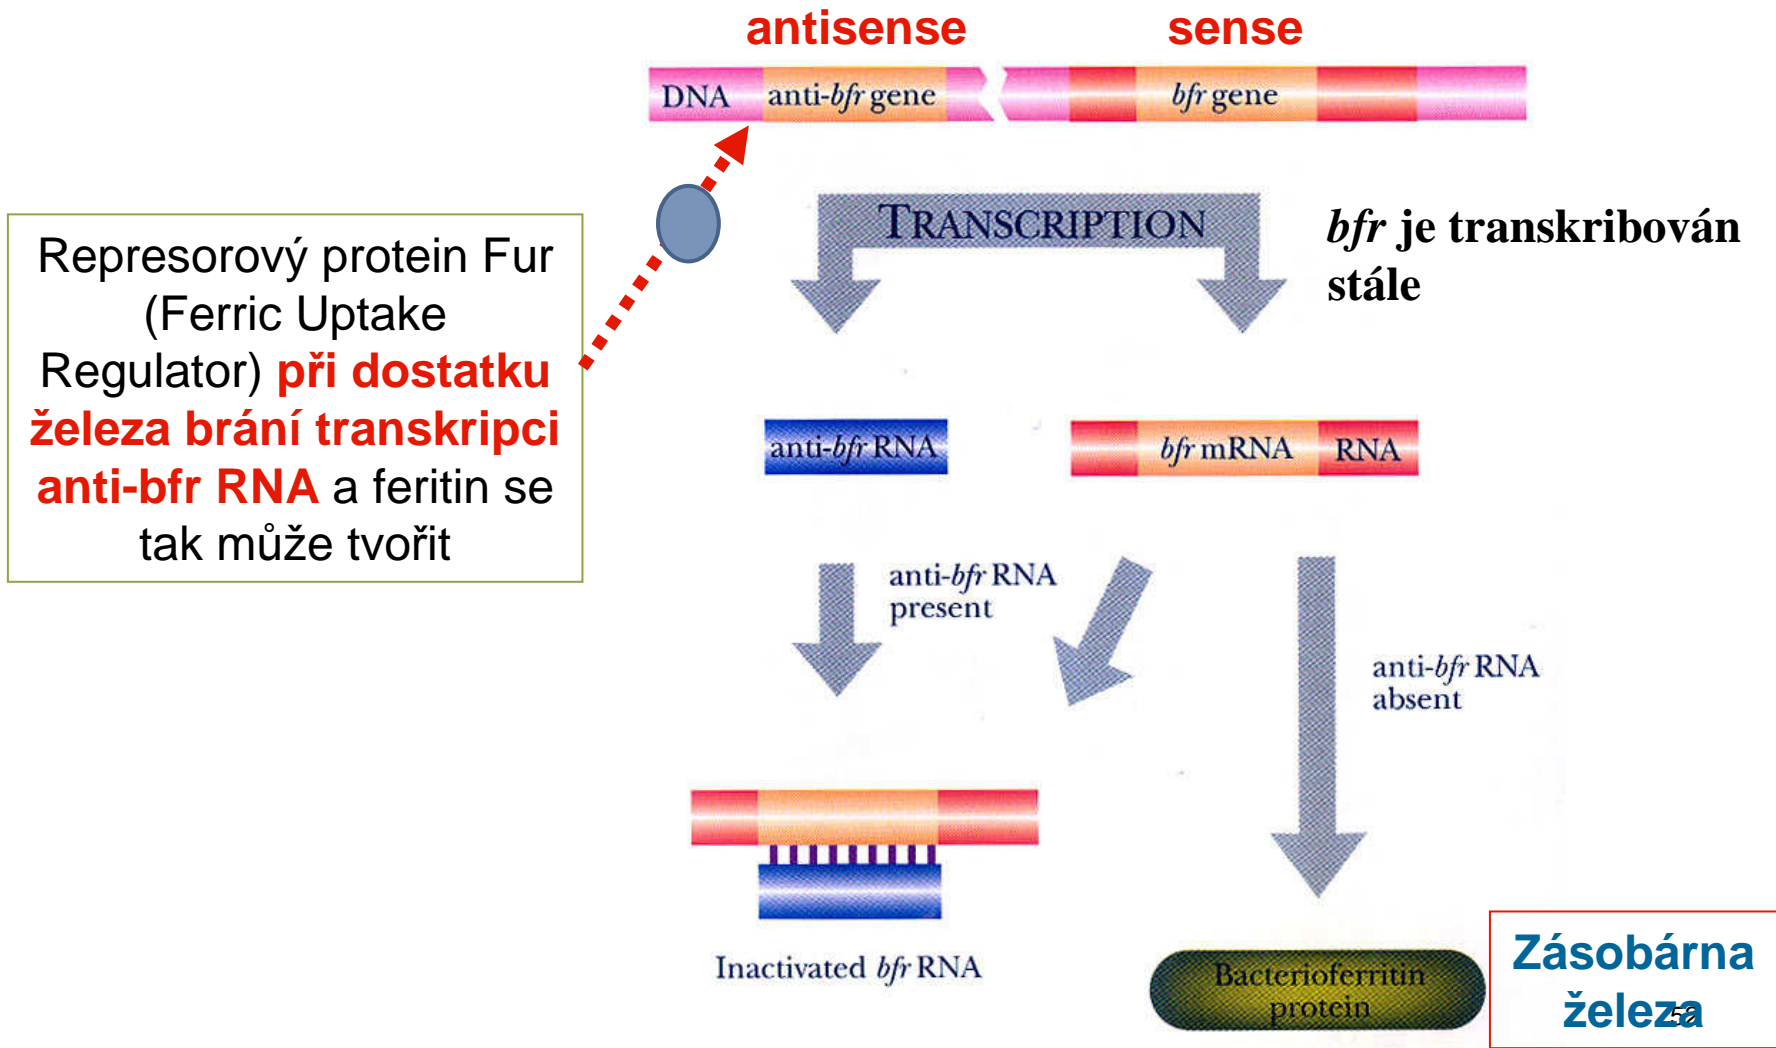 antisense sense
DNA anti-bfr gene bfr gene
TRANSCRIPTION
bfr je transkribován
stále
Represorový protein Fur
(Ferric Uptake
Regulator) při dostatku
železa brání transkripci
anti-bfr RNA a feritin se
tak může tvořit
anti-bfr RNA bfr mRNA RNA
anti-bfr RNA
present
anti-bfr RNA
absent
Inactivated bfr RNA
Bacterioferritin
protein
Zásobárna
železa
52